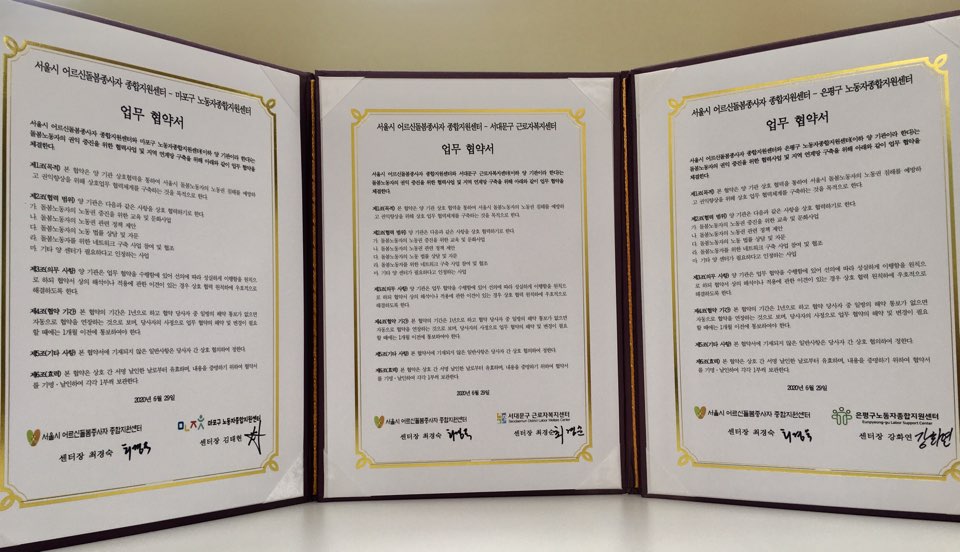 서울시 어르신돌봄종사자 종합지원센터 - 마포구 노동자종합지원센터
업무 협약서
서울시 어르신돌봄종사자 종합지원센터와 마포구 노동자종합지원센터(이하 양 기관이라 한다)는
돌봄노동자의 권익 증진을 위한 협력사업 및 지역 연계망 구축을 위해 아래와 같이 업무 협약을
체결한다.
제1조(목적) 본 협약은 양 기관 상호협력을 통하여 서울시 돌봄노동자의 노동권 침해를 예방하
고 권익향상을 위해 상호업무 협력체계를 구축하는 것을 목적으로 한다.
제2조(협력 범위) 양 기관은 다음과 같은 사항을 상호 협력하기로 한다.
가. 돌봄노동자의 노동권 증진을 위한 교육 및 문화사업
나. 돌봄노동자의 노동권 관련 정책 제안
다. 돌봄노동자의 노동 법률 상담 및 자문
라. 돌봄노동자를 위한 네트워크 구축 사업 참여 및 협조
마. 기타 양 센터가 필요하다고 인정하는 사업
제3조(의무 사항) 양 기관은 업무 협약을 수행함에 있어 선의에 따라 성실하게 이행함을 원칙으
로 하되 협약서 상의 해석이나 적용에 관한 이견이 있는 경우 상호 협력 원칙하에 우호적으로
해결하도록 한다.
제4조(협약 기간) 본 협약의 기간은 1년으로 하고 협약 당사자 중 일방의 해약 통보가 없으면
자동으로 협약을 연장하는 것으로 보며, 당사자의 사정으로 업무 협약의 해약 및 변경이 필요
할 때에는 1개월 이전에 통보하여야 한다.
제5조(기타 사항) 본 협약서에 기재되지 않은 일반사항은 당사자 간 상호 협의하여 정한다.
제6조(효력) 본 협약은 상호 간 서명 날인한 날로부터 유효하며, 내용을 증명하기 위하여 협약서
를 기명·날인하여 각각 1부씩 보관한다.
2020년 6월 29일
서울시 어르신돌봄종사자 종합지원센터
마포구 노동자종합지원센터
센터장 최경숙
센터장 김태현
서울시 어르신돌봄종사자 종합지원센터 - 서대문구 근로자복지센터
업무 협약서
서울시 어르신돌봄종사자 종합지원센터와 서대문구 근로자복지센터(이하 양 기관이라 한다)는
돌봄노동자의 권익 증진을 위한 협력사업 및 지역 연계망 구축을 위해 아래와 같이 업무 협약을
체결한다.
제1조(목적) 본 협약은 양 기관 상호 협력을 통하여 서울시 돌봄노동자의 노동권 침해를 예방하
고 권익향상을 위해 상호 업무 협력체계를 구축하는 것을 목적으로 한다.
제2조(협력 범위) 양 기관은 다음과 같은 사항을 상호 협력하기로 한다.
가. 돌봄노동자의 노동권 증진을 위한 교육 및 문화사업
나. 돌봄노동자의 노동권 관련 정책 제안
다. 돌봄노동자의 노동 법률 상담 및 자문
라. 돌봄노동자를 위한 네트워크 구축 사업 참여 및 협조
마. 기타 양 센터가 필요하다고 인정하는 사업
제3조(의무 사항) 양 기관은 업무 협약을 수행함에 있어 선의에 따라 성실하게 이행함을 원칙으
로 하되 협약서 상의 해석이나 적용에 관한 이견이 있는 경우 상호 협력 원칙하에 우호적으로
해결하도록 한다.
제4조(협약 기간) 본 협약의 기간은 1년으로 하고 협약 당사자 중 일방의 해약 통보가 없으면
자동으로 협약을 연장하는 것으로 보며, 당사자의 사정으로 업무 협약의 해약 및 변경이 필요
할 때에는 1개월 이전에 통보하여야 한다.
제5조(기타 사항) 본 협약서에 기재되지 않은 일반사항은 당사자 간 상호 협의하여 정한다.
제6조(효력) 본 협약은 상호 간 서명 날인한 날로부터 유효하며, 내용을 증명하기 위하여 협약서
를 기명·날인하여 각각 1부씩 보관한다.
2020년 6월 29일
서울시 어르신돌봄종사자 종합지원센터
서대문구 근로자복지센터
Seodaemun District Labor Welfare Center
센터장 최경숙
센터장 최경순
서울시 어르신돌봄종사자 종합지원센터 - 은평구 노동자종합지원센터
업무 협약서
서울시 어르신돌봄종사자 종합지원센터와 은평구 노동자종합지원센터(이하 양 기관이라 한다)는
돌봄노동자의 권익 증진을 위한 협력사업 및 지역 연계망 구축을 위해 아래와 같이 업무 협약을
체결한다.
제1조(목적) 본 협약은 양 기관 상호협력을 통하여 서울시 돌봄노동자의 노동권 침해를 예방하
고 권익향상을 위해 상호업무 협력체계를 구축하는 것을 목적으로 한다.
제2조(협력 범위) 양 기관은 다음과 같은 사항을 상호 협력하기로 한다.
가. 돌봄노동자의 노동권 증진을 위한 교육 및 문화사업
나. 돌봄노동자의 노동권 관련 정책 제안
다. 돌봄노동자의 노동 법률 상담 및 자문
라. 돌봄노동자를 위한 네트워크 구축 사업 참여 및 협조
마. 기타 양 센터가 필요하다고 인정하는 사업
제3조(의무 사항) 양 기관은 업무 협약을 수행함에 있어 선의에 따라 성실하게 이행함을 원칙으
로 하되 협약서 상의 해석이나 적용에 관한 이견이 있는 경우 상호 협력 원칙하에 우호적으로
해결하도록 한다.
제4조(협약 기간) 본 협약의 기간은 1년으로 하고 협약 당사자 중 일방의 해약 통보가 없으면
자동으로 협약을 연장하는 것으로 보며, 당사자의 사정으로 업무 협약의 해약 및 변경이 필요
할 때에는 1개월 이전에 통보하여야 한다.
제5조(기타 사항) 본 협약서에 기재되지 않은 일반사항은 당사자 간 상호 협의하여 정한다.
제6조(효력) 본 협약은 상호 간 서명 날인한 날로부터 유효하며, 내용을 증명하기 위하여 협약서
를 기명·날인하여 각각 1부씩 보관한다.
2020년 6월 29일
서울시 어르신돌봄종사자 종합지원센터
은평구노동자종합지원센터
Eunpyeong-gu Labor Support Center
센터장 최경숙
센터장 강화연 강화연